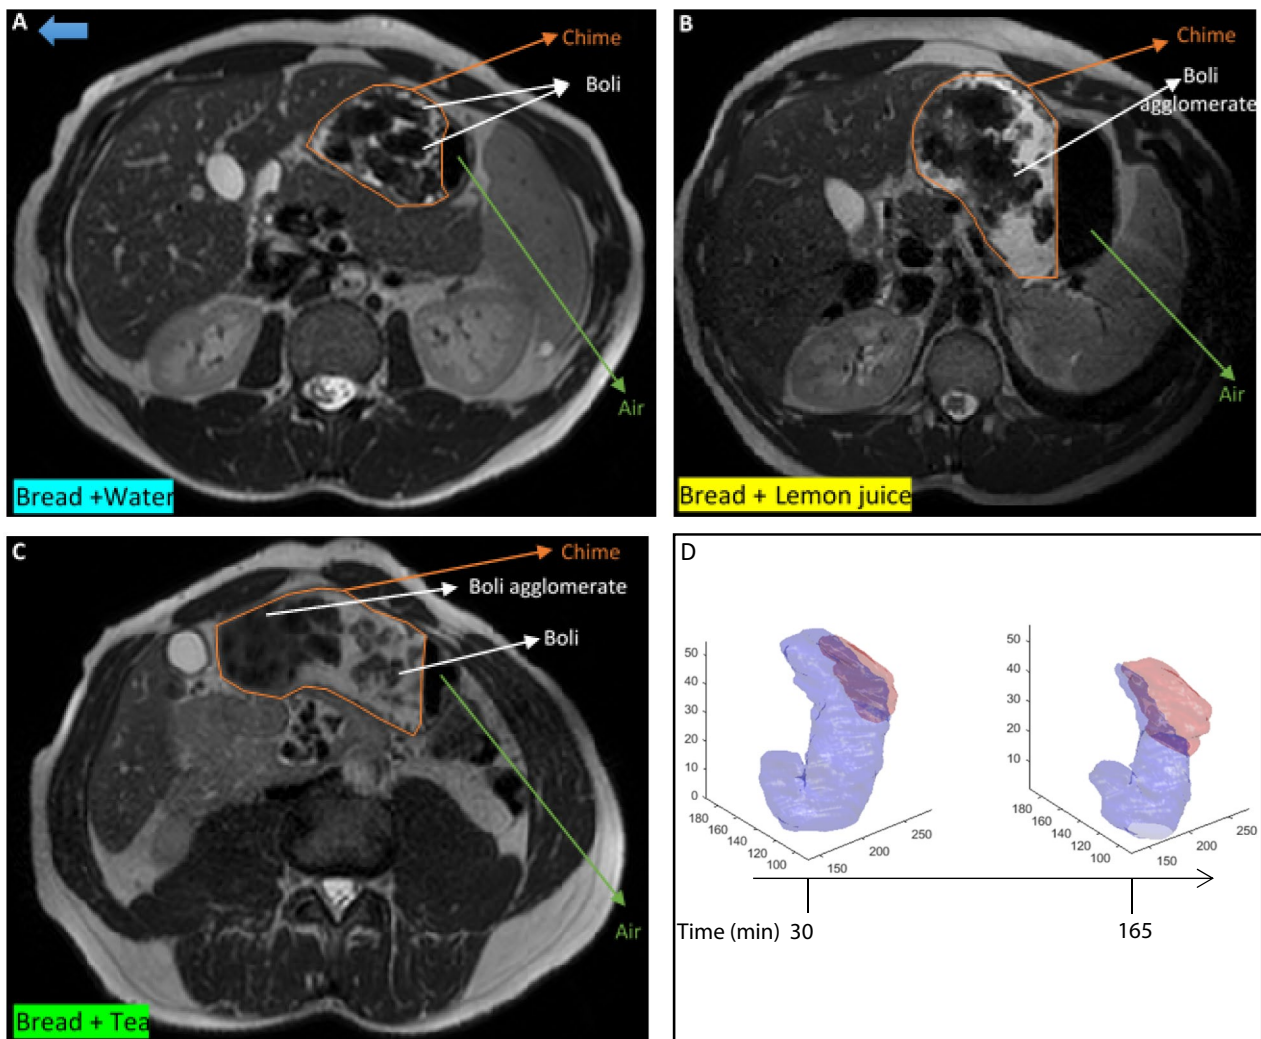 A
Chime
Boli
Air
Bread +Water
B
Chime
Boli
agglomerate
Air
Bread + Lemon juice
C
Chime
Boli agglomerate
Boli
Air
Bread + Tea
D
50
40
30
20
10
0
180
160
140
120
100
150
200
250
50
40
30
20
10
180
160
140
120
100
150
200
250
Time (min) 30
165